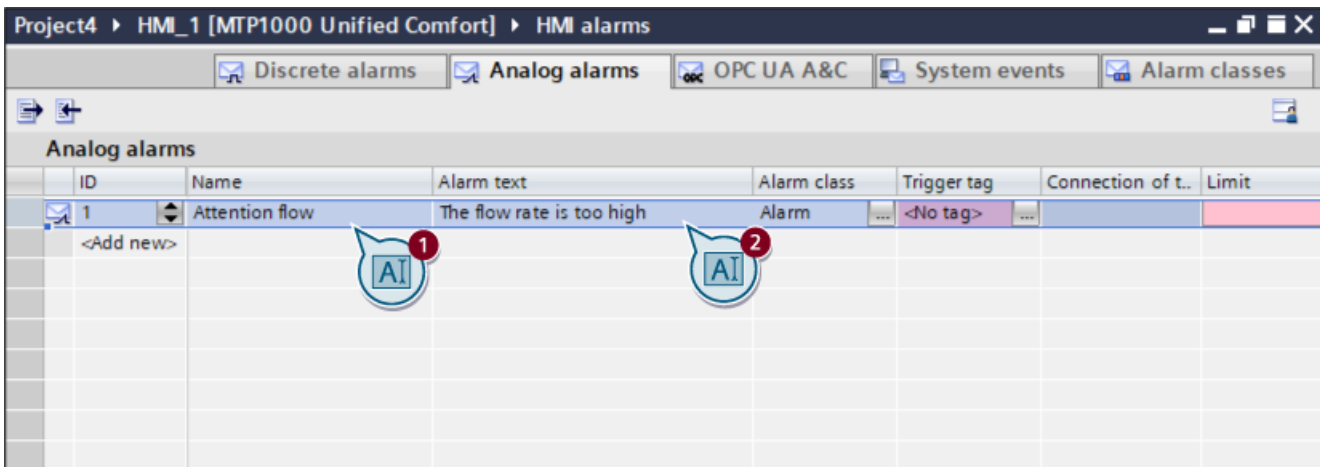 Project4 ▸ HMI_1 [MTP1000 Unified Comfort] ▸ HMI alarms
Discrete alarms Analog alarms OPC UA A&C System events Alarm classes
Analog alarms
ID Name Alarm text Alarm class Trigger tag Connection of t.. Limit
1 Attention flow The flow rate is too high Alarm ... <No tag> ...
<Add new>
1 2
AI AI